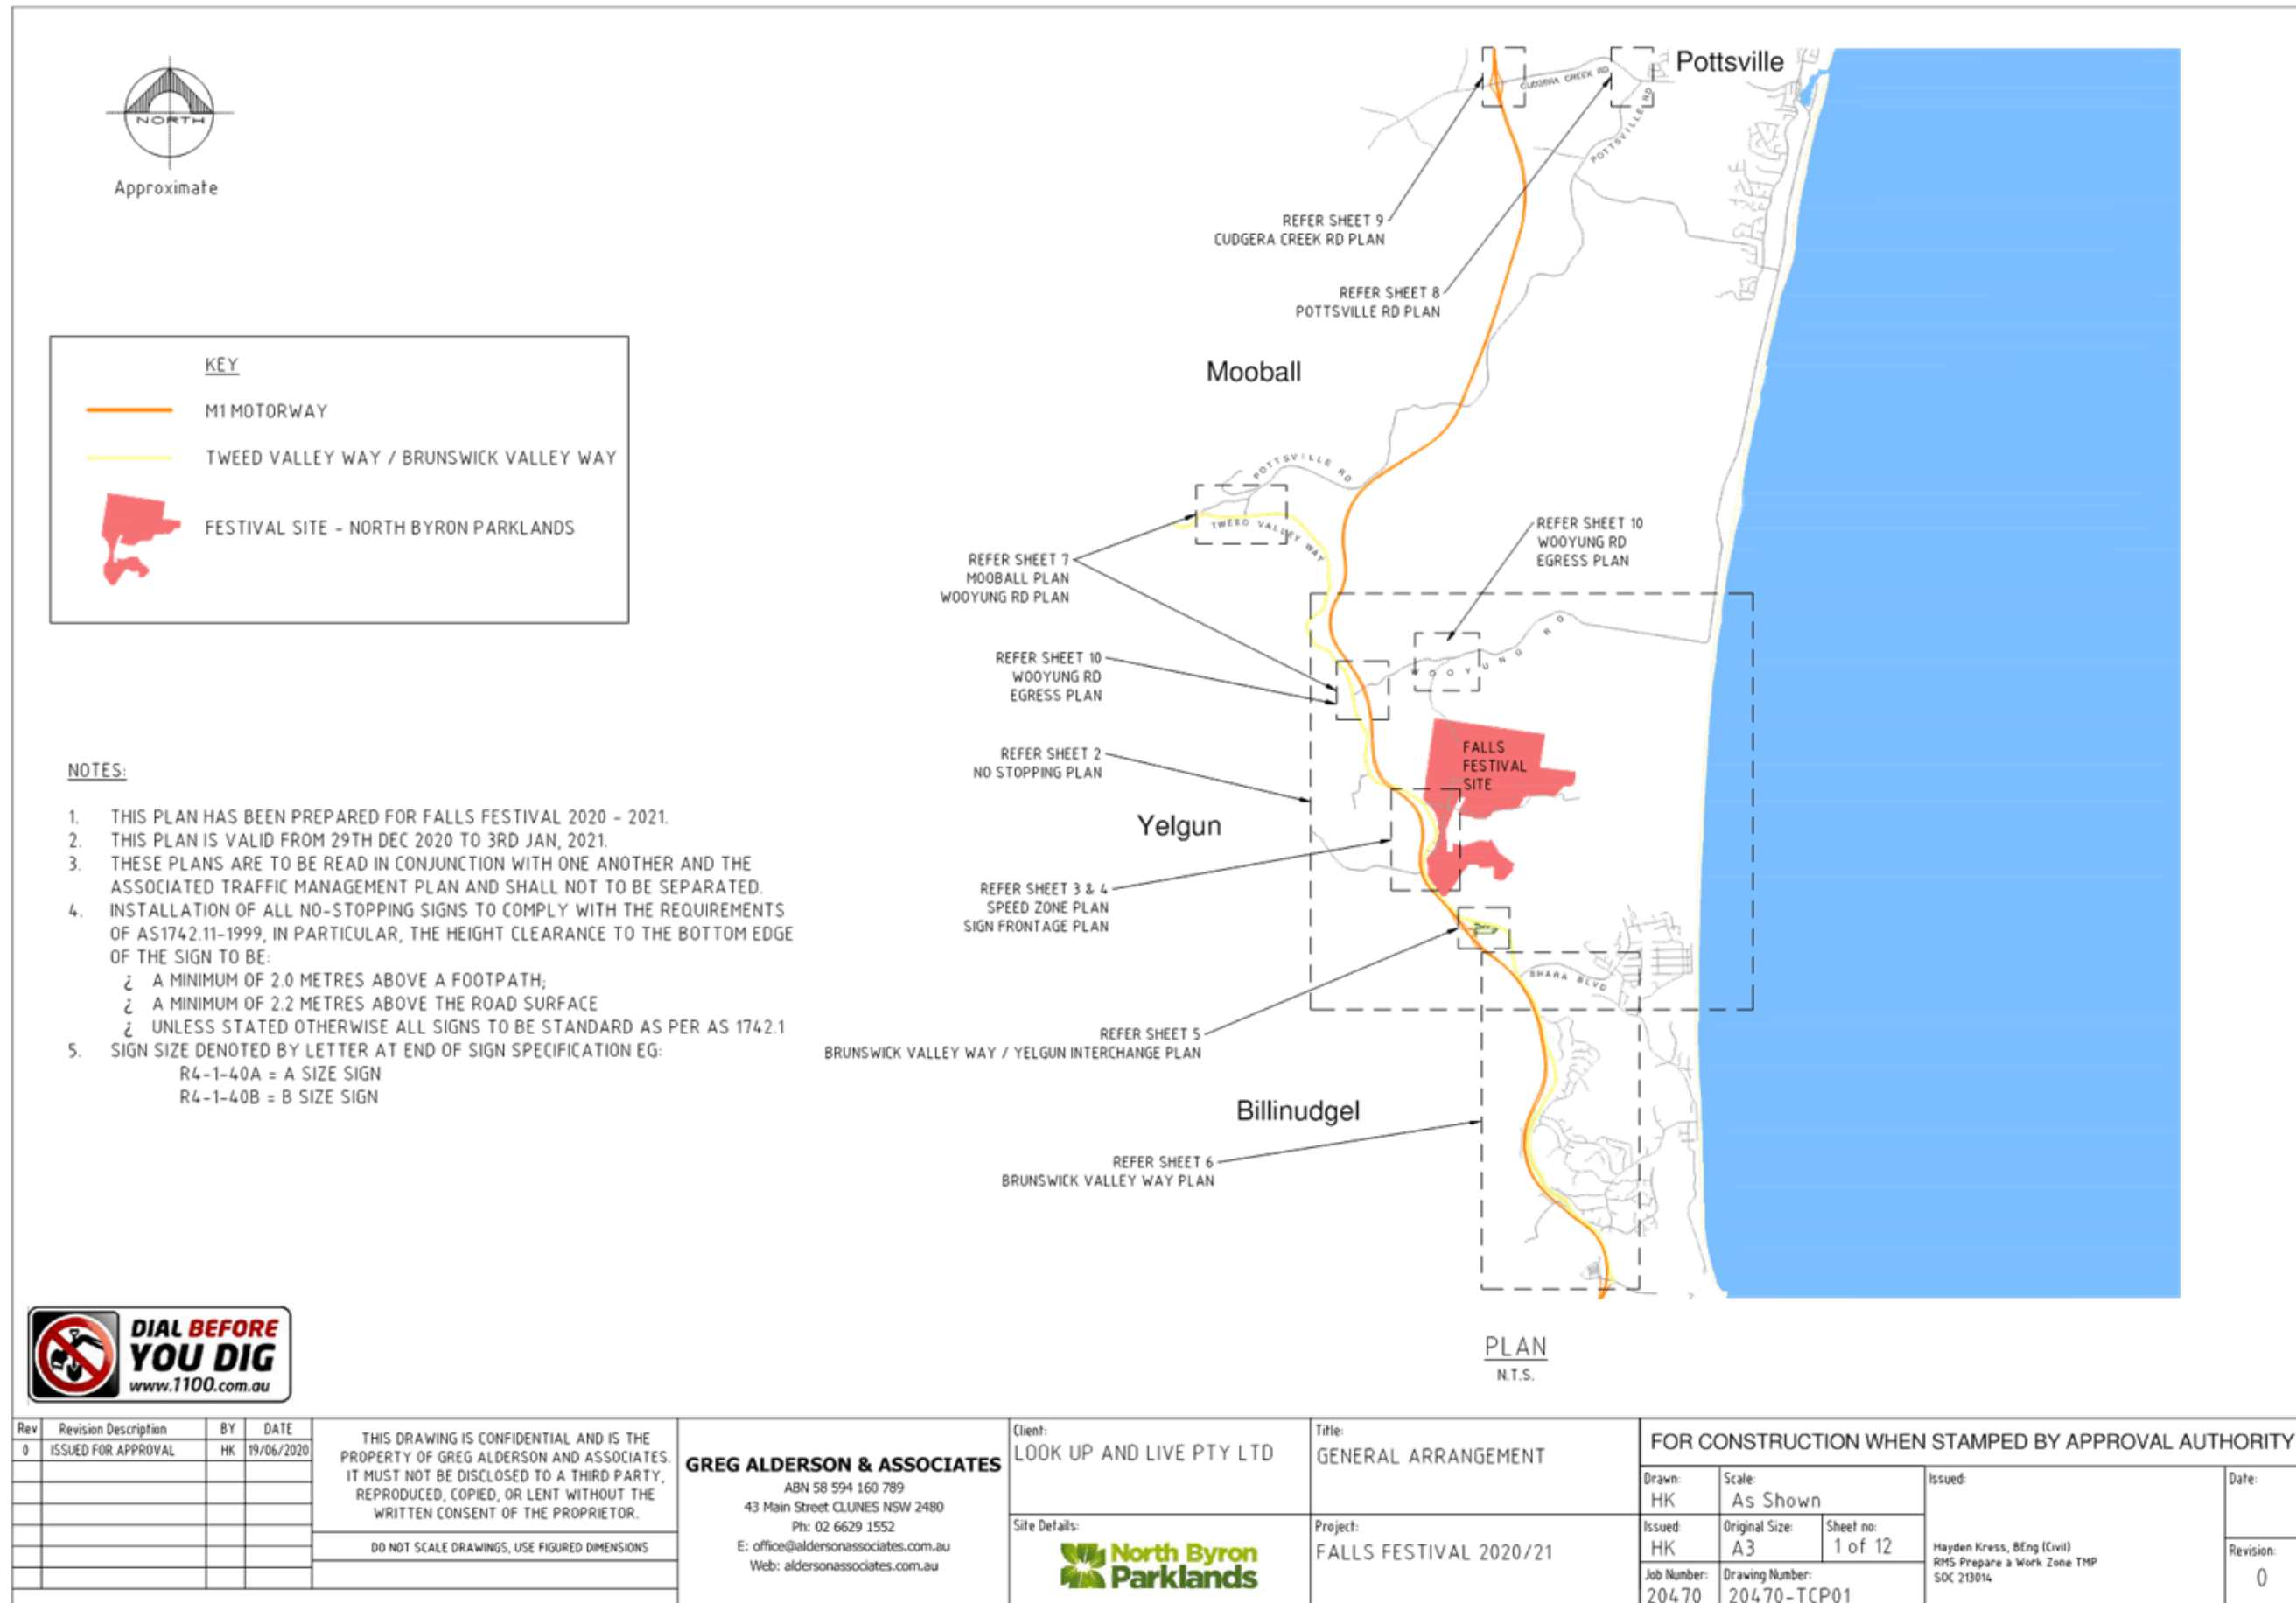 NORTH
Approximate
KEY
M1 MOTORWAY
TWEED VALLEY WAY / BRUNSWICK VALLEY WAY
FESTIVAL SITE - NORTH BYRON PARKLANDS
NOTES:
1. THIS PLAN HAS BEEN PREPARED FOR FALLS FESTIVAL 2020 - 2021.
2. THIS PLAN IS VALID FROM 29TH DEC 2020 TO 3RD JAN, 2021.
3. THESE PLANS ARE TO BE READ IN CONJUNCTION WITH ONE ANOTHER AND THE
ASSOCIATED TRAFFIC MANAGEMENT PLAN AND SHALL NOT TO BE SEPARATED.
4. INSTALLATION OF ALL NO-STOPPING SIGNS TO COMPLY WITH THE REQUIREMENTS
OF AS1742.11-1999, IN PARTICULAR, THE HEIGHT CLEARANCE TO THE BOTTOM EDGE
OF THE SIGN TO BE:
¿ A MINIMUM OF 2.0 METRES ABOVE A FOOTPATH;
¿ A MINIMUM OF 2.2 METRES ABOVE THE ROAD SURFACE
¿ UNLESS STATED OTHERWISE ALL SIGNS TO BE STANDARD AS PER AS 1742.1
5. SIGN SIZE DENOTED BY LETTER AT END OF SIGN SPECIFICATION EG:
R4-1-40A = A SIZE SIGN
R4-1-40B = B SIZE SIGN
Pottsville
CUDGERA CREEK RD
POTTSVILLE RD
REFER SHEET 9
CUDGERA CREEK RD PLAN
REFER SHEET 8
POTTSVILLE RD PLAN
Mooball
POTTSVILLE RD
TWEED VALLEY WAY
REFER SHEET 10
WOOYUNG RD
EGRESS PLAN
REFER SHEET 7
MOOBALL PLAN
WOOYUNG RD PLAN
WOOYUNG RD
REFER SHEET 10
WOOYUNG RD
EGRESS PLAN
REFER SHEET 2
NO STOPPING PLAN
FALLS
FESTIVAL
SITE
Yelgun
REFER SHEET 3 & 4
SPEED ZONE PLAN
SIGN FRONTAGE PLAN
SHARA BLVD
REFER SHEET 5
BRUNSWICK VALLEY WAY / YELGUN INTERCHANGE PLAN
Billinudgel
REFER SHEET 6
BRUNSWICK VALLEY WAY PLAN
PLAN
N.T.S.
DIAL BEFORE
YOU DIG
www.1100.com.au
Rev Revision Description BY DATE
0 ISSUED FOR APPROVAL HK 19/06/2020
THIS DRAWING IS CONFIDENTIAL AND IS THE
PROPERTY OF GREG ALDERSON AND ASSOCIATES.
IT MUST NOT BE DISCLOSED TO A THIRD PARTY,
REPRODUCED, COPIED, OR LENT WITHOUT THE
WRITTEN CONSENT OF THE PROPRIETOR.
DO NOT SCALE DRAWINGS, USE FIGURED DIMENSIONS
GREG ALDERSON & ASSOCIATES
ABN 58 594 160 789
43 Main Street CLUNES NSW 2480
Ph: 02 6629 1552
E: office@aldersonassociates.com.au
Web: aldersonassociates.com.au
Client:
LOOK UP AND LIVE PTY LTD
Site Details:
North Byron
Parklands
Title:
GENERAL ARRANGEMENT
Project:
FALLS FESTIVAL 2020/21
FOR CONSTRUCTION WHEN STAMPED BY APPROVAL AUTHORITY
Drawn:
HK
Scale:
As Shown
Issued:
Date:
Issued:
HK
Original Size:
A3
Sheet no:
1 of 12
Hayden Kress, BEng (Civil)
RMS Prepare a Work Zone TMP
SOC 213014
Revision:
0
Job Number:
20470
Drawing Number:
20470-TCP01